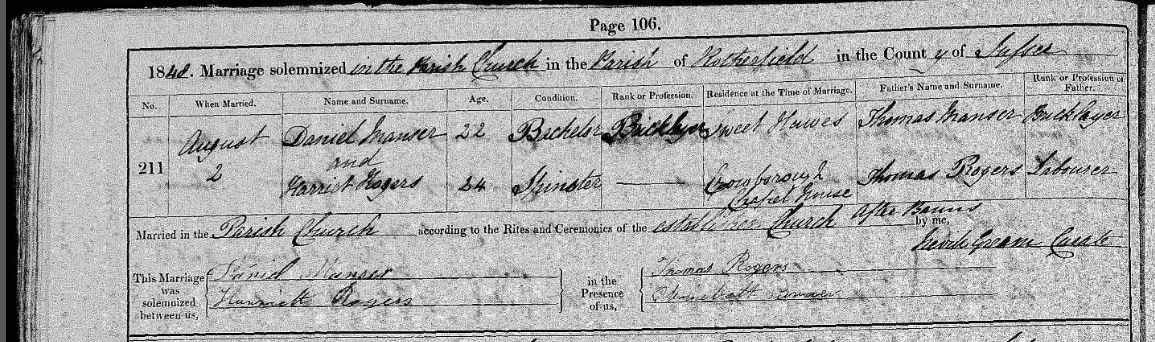 Page 106.
1848. Marriage solemnized in the Parish Church in the Parish of Rotherfield in the County of Sussex
No. When Married. Name and Surname. Age. Condition. Rank or Profession. Residence at the Time of Marriage. Father's Name and Surname. Rank or Profession of Father.
211 August 2 Daniel Manser 22 Bachelor Bricklayer Sweet Hawes Thomas Manser Bricklayer
and
Harriet Rogers 24 Spinster Crowborough Chapel House Thomas Rogers Labourer
Married in the Parish Church according to the Rites and Ceremonies of the Church After Banns by me,
Curate
This Marriage was solemnized between us, Daniel Manser
Harriett Rogers
in the Presence of us, Thomas Rogers